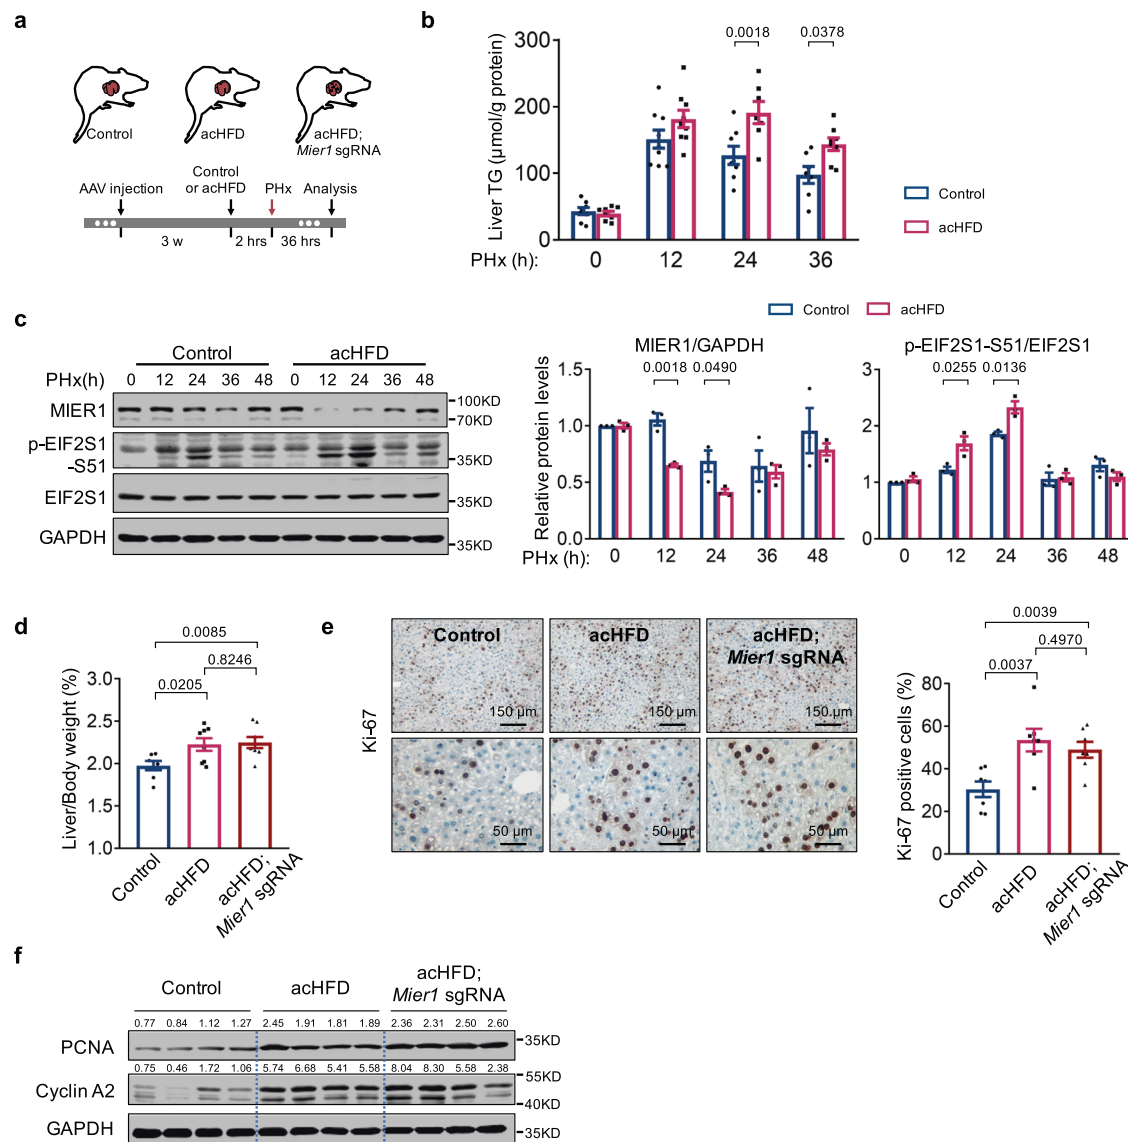 a
Control
acHFD
acHFD;
Mier1 sgRNA
AAV injection
Control
or acHFD
PHx
Analysis
3 w
2 hrs
36 hrs
b
0.0018
0.0378
Liver TG (μmol/g protein)
300
200
100
0
PHx (h):
0
12
24
36
Control
acHFD
c
Control
acHFD
PHx(h)
0 12 24 36 48 0 12 24 36 48
MIER1
100KD
70KD
p-EIF2S1
-S51
35KD
EIF2S1
35KD
GAPDH
35KD
Control
acHFD
MIER1/GAPDH
0.0018
0.0490
Relative protein levels
1.5
1.0
0.5
0.0
PHx (h):
0
12
24
36
48
p-EIF2S1-S51/EIF2S1
0.0255
0.0136
3
2
1
0
0
12
24
36
48
d
0.0085
0.8246
0.0205
Liver/Body weight (%)
3.0
2.5
2.0
1.5
1.0
Control
acHFD
acHFD;
Mier1 sgRNA
e
Ki-67
Control
acHFD
acHFD;
Mier1 sgRNA
150 μm
150 μm
150 μm
50 μm
50 μm
50 μm
0.0039
0.4970
0.0037
Ki-67 positive cells (%)
80
60
40
20
0
Control
acHFD
acHFD;
Mier1 sgRNA
f
Control
acHFD
acHFD;
Mier1 sgRNA
0.77 0.84 1.12 1.27 2.45 1.91 1.81 1.89 2.36 2.31 2.50 2.60
PCNA
35KD
0.75 0.46 1.72 1.06 5.74 6.68 5.41 5.58 8.04 8.30 5.58 2.38
Cyclin A2
55KD
40KD
GAPDH
35KD